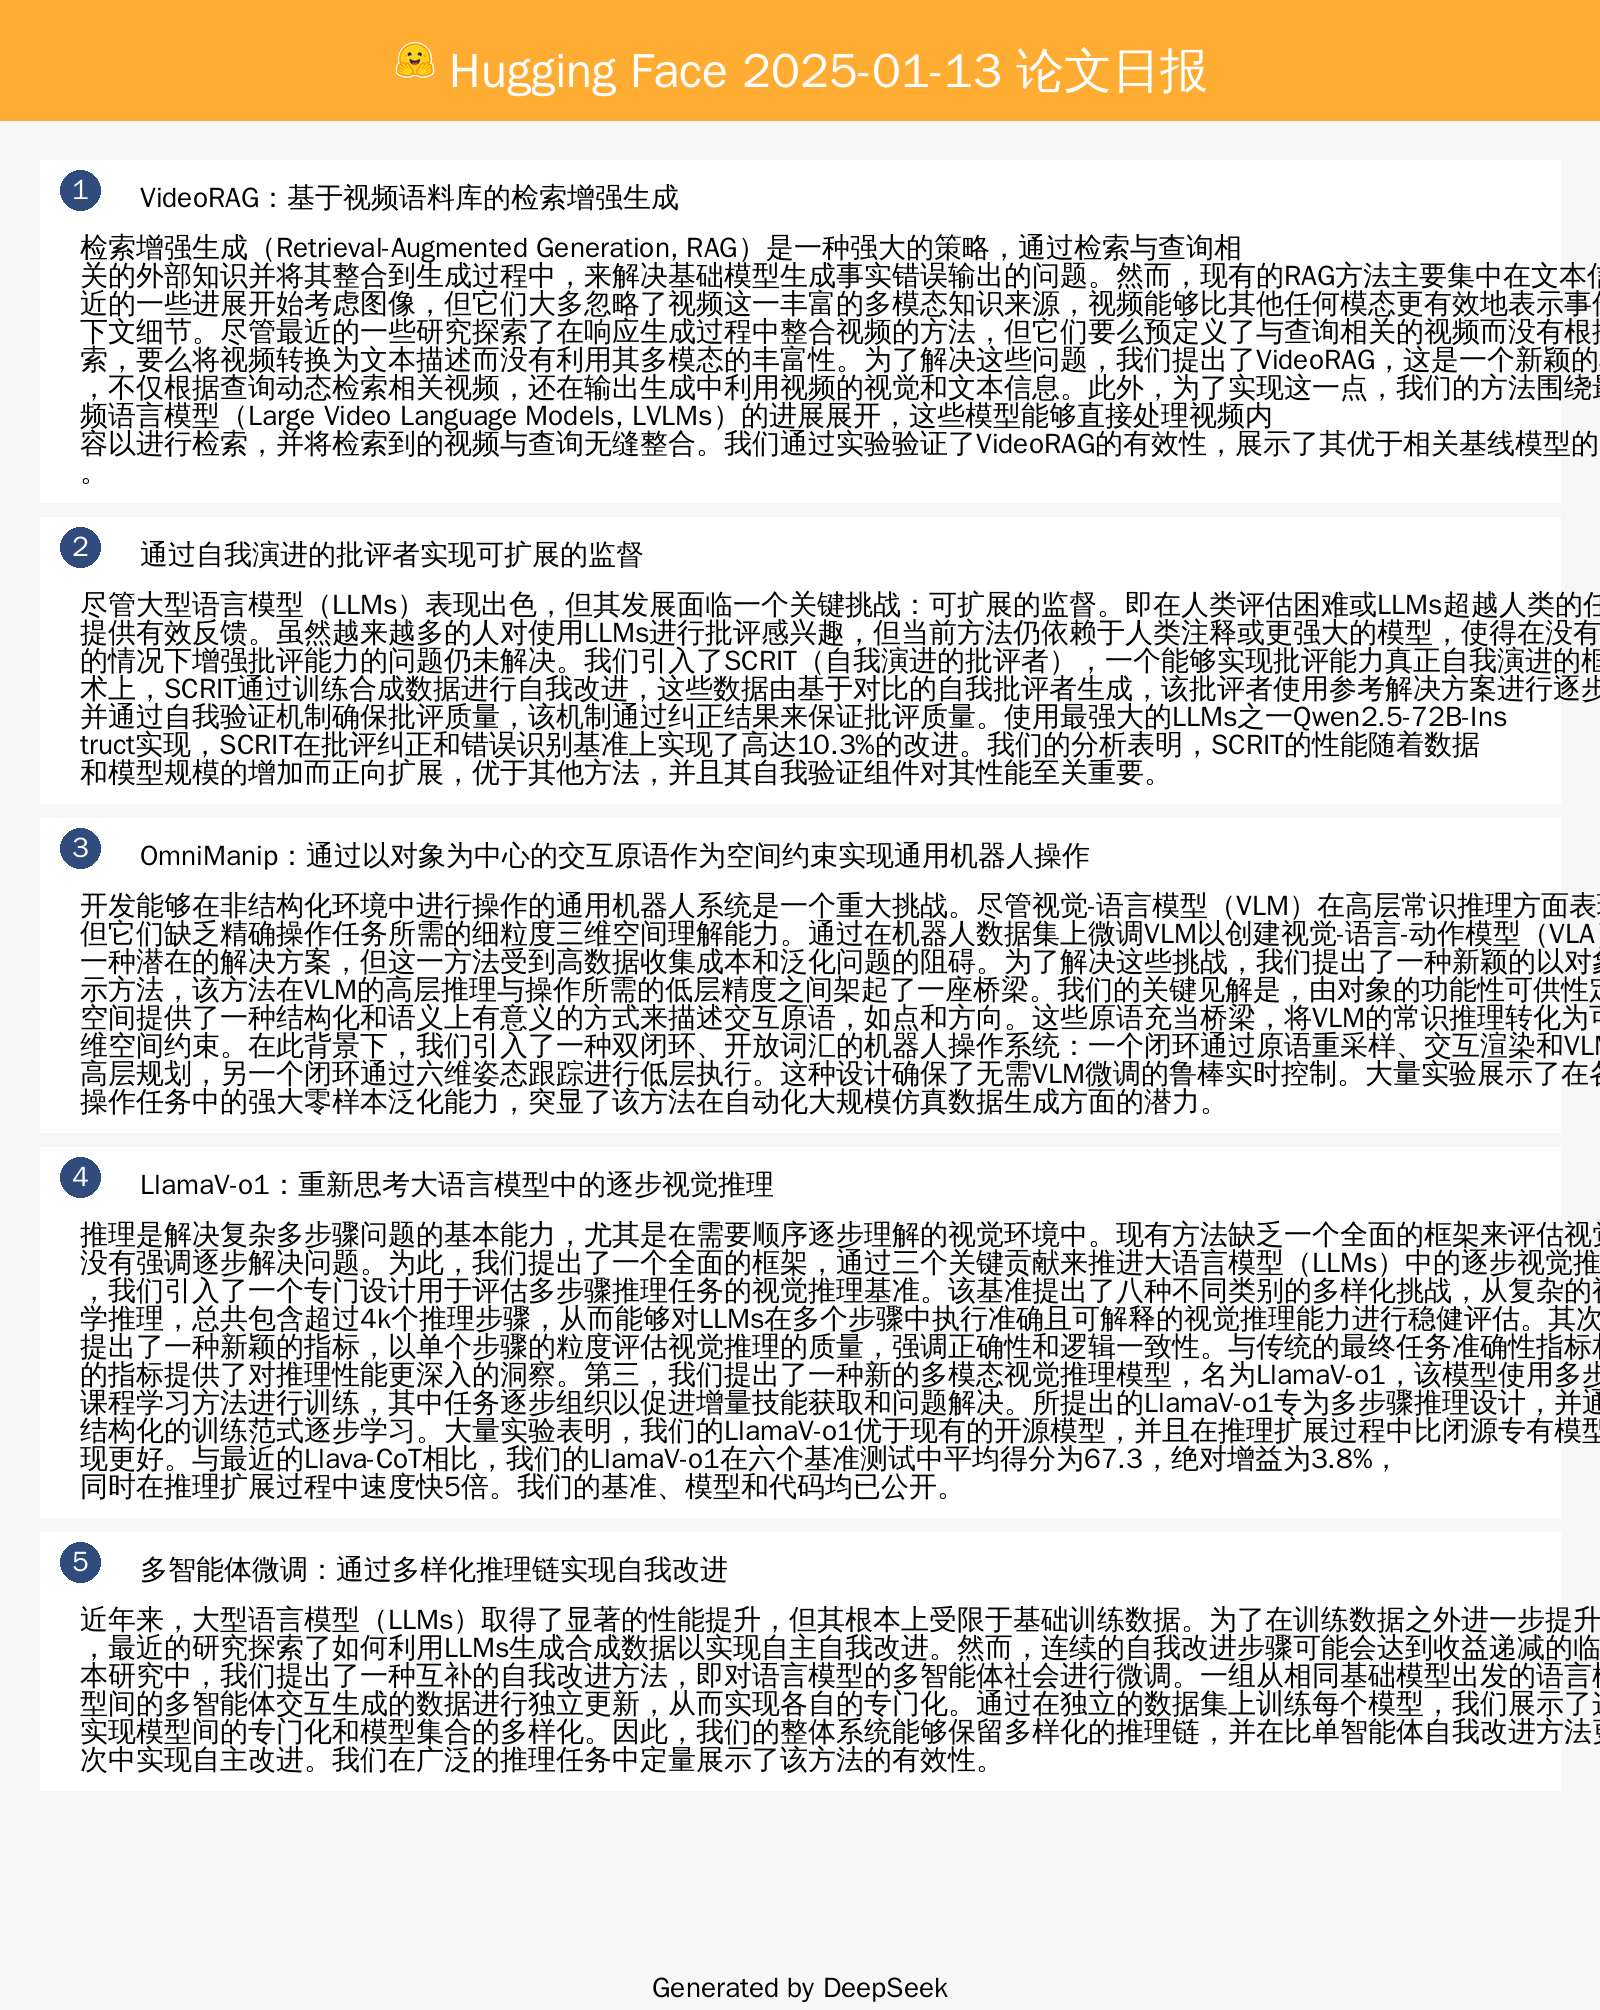 Hugging Face 2025-01-13 论文日报
1
VideoRAG：基于视频语料库的检索增强生成
检索增强生成（Retrieval-Augmented Generation, RAG）是一种强大的策略，通过检索与查询相
关的外部知识并将其整合到生成过程中，来解决基础模型生成事实错误输出的问题。然而，现有的RAG方法主要集中在文本信
近的一些进展开始考虑图像，但它们大多忽略了视频这一丰富的多模态知识来源，视频能够比其他任何模态更有效地表示事件
下文细节。尽管最近的一些研究探索了在响应生成过程中整合视频的方法，但它们要么预定义了与查询相关的视频而没有根据
索，要么将视频转换为文本描述而没有利用其多模态的丰富性。为了解决这些问题，我们提出了VideoRAG，这是一个新颖的
，不仅根据查询动态检索相关视频，还在输出生成中利用视频的视觉和文本信息。此外，为了实现这一点，我们的方法围绕最
频语言模型（Large Video Language Models, LVLMs）的进展展开，这些模型能够直接处理视频内
容以进行检索，并将检索到的视频与查询无缝整合。我们通过实验验证了VideoRAG的有效性，展示了其优于相关基线模型的
。
2
通过自我演进的批评者实现可扩展的监督
尽管大型语言模型（LLMs）表现出色，但其发展面临一个关键挑战：可扩展的监督。即在人类评估困难或LLMs超越人类的任
提供有效反馈。虽然越来越多的人对使用LLMs进行批评感兴趣，但当前方法仍依赖于人类注释或更强大的模型，使得在没有
的情况下增强批评能力的问题仍未解决。我们引入了SCRIT（自我演进的批评者），一个能够实现批评能力真正自我演进的框
术上，SCRIT通过训练合成数据进行自我改进，这些数据由基于对比的自我批评者生成，该批评者使用参考解决方案进行逐步
并通过自我验证机制确保批评质量，该机制通过纠正结果来保证批评质量。使用最强大的LLMs之一Qwen2.5-72B-Ins
truct实现，SCRIT在批评纠正和错误识别基准上实现了高达10.3%的改进。我们的分析表明，SCRIT的性能随着数据
和模型规模的增加而正向扩展，优于其他方法，并且其自我验证组件对其性能至关重要。
3
OmniManip：通过以对象为中心的交互原语作为空间约束实现通用机器人操作
开发能够在非结构化环境中进行操作的通用机器人系统是一个重大挑战。尽管视觉-语言模型（VLM）在高层常识推理方面表现
但它们缺乏精确操作任务所需的细粒度三维空间理解能力。通过在机器人数据集上微调VLM以创建视觉-语言-动作模型（VLA）
一种潜在的解决方案，但这一方法受到高数据收集成本和泛化问题的阻碍。为了解决这些挑战，我们提出了一种新颖的以对象
示方法，该方法在VLM的高层推理与操作所需的低层精度之间架起了一座桥梁。我们的关键见解是，由对象的功能性可供性定
空间提供了一种结构化和语义上有意义的方式来描述交互原语，如点和方向。这些原语充当桥梁，将VLM的常识推理转化为可
维空间约束。在此背景下，我们引入了一种双闭环、开放词汇的机器人操作系统：一个闭环通过原语重采样、交互渲染和VLM
高层规划，另一个闭环通过六维姿态跟踪进行低层执行。这种设计确保了无需VLM微调的鲁棒实时控制。大量实验展示了在各
操作任务中的强大零样本泛化能力，突显了该方法在自动化大规模仿真数据生成方面的潜力。
4
LlamaV-o1：重新思考大语言模型中的逐步视觉推理
推理是解决复杂多步骤问题的基本能力，尤其是在需要顺序逐步理解的视觉环境中。现有方法缺乏一个全面的框架来评估视觉
没有强调逐步解决问题。为此，我们提出了一个全面的框架，通过三个关键贡献来推进大语言模型（LLMs）中的逐步视觉推
，我们引入了一个专门设计用于评估多步骤推理任务的视觉推理基准。该基准提出了八种不同类别的多样化挑战，从复杂的视
学推理，总共包含超过4k个推理步骤，从而能够对LLMs在多个步骤中执行准确且可解释的视觉推理能力进行稳健评估。其次
提出了一种新颖的指标，以单个步骤的粒度评估视觉推理的质量，强调正确性和逻辑一致性。与传统的最终任务准确性指标相
的指标提供了对推理性能更深入的洞察。第三，我们提出了一种新的多模态视觉推理模型，名为LlamaV-o1，该模型使用多步
课程学习方法进行训练，其中任务逐步组织以促进增量技能获取和问题解决。所提出的LlamaV-o1专为多步骤推理设计，并通
结构化的训练范式逐步学习。大量实验表明，我们的LlamaV-o1优于现有的开源模型，并且在推理扩展过程中比闭源专有模型
现更好。与最近的Llava-CoT相比，我们的LlamaV-o1在六个基准测试中平均得分为67.3，绝对增益为3.8%，
同时在推理扩展过程中速度快5倍。我们的基准、模型和代码均已公开。
5
多智能体微调：通过多样化推理链实现自我改进
近年来，大型语言模型（LLMs）取得了显著的性能提升，但其根本上受限于基础训练数据。为了在训练数据之外进一步提升
，最近的研究探索了如何利用LLMs生成合成数据以实现自主自我改进。然而，连续的自我改进步骤可能会达到收益递减的临
本研究中，我们提出了一种互补的自我改进方法，即对语言模型的多智能体社会进行微调。一组从相同基础模型出发的语言模
型间的多智能体交互生成的数据进行独立更新，从而实现各自的专门化。通过在独立的数据集上训练每个模型，我们展示了这
实现模型间的专门化和模型集合的多样化。因此，我们的整体系统能够保留多样化的推理链，并在比单智能体自我改进方法更
次中实现自主改进。我们在广泛的推理任务中定量展示了该方法的有效性。
Generated by DeepSeek